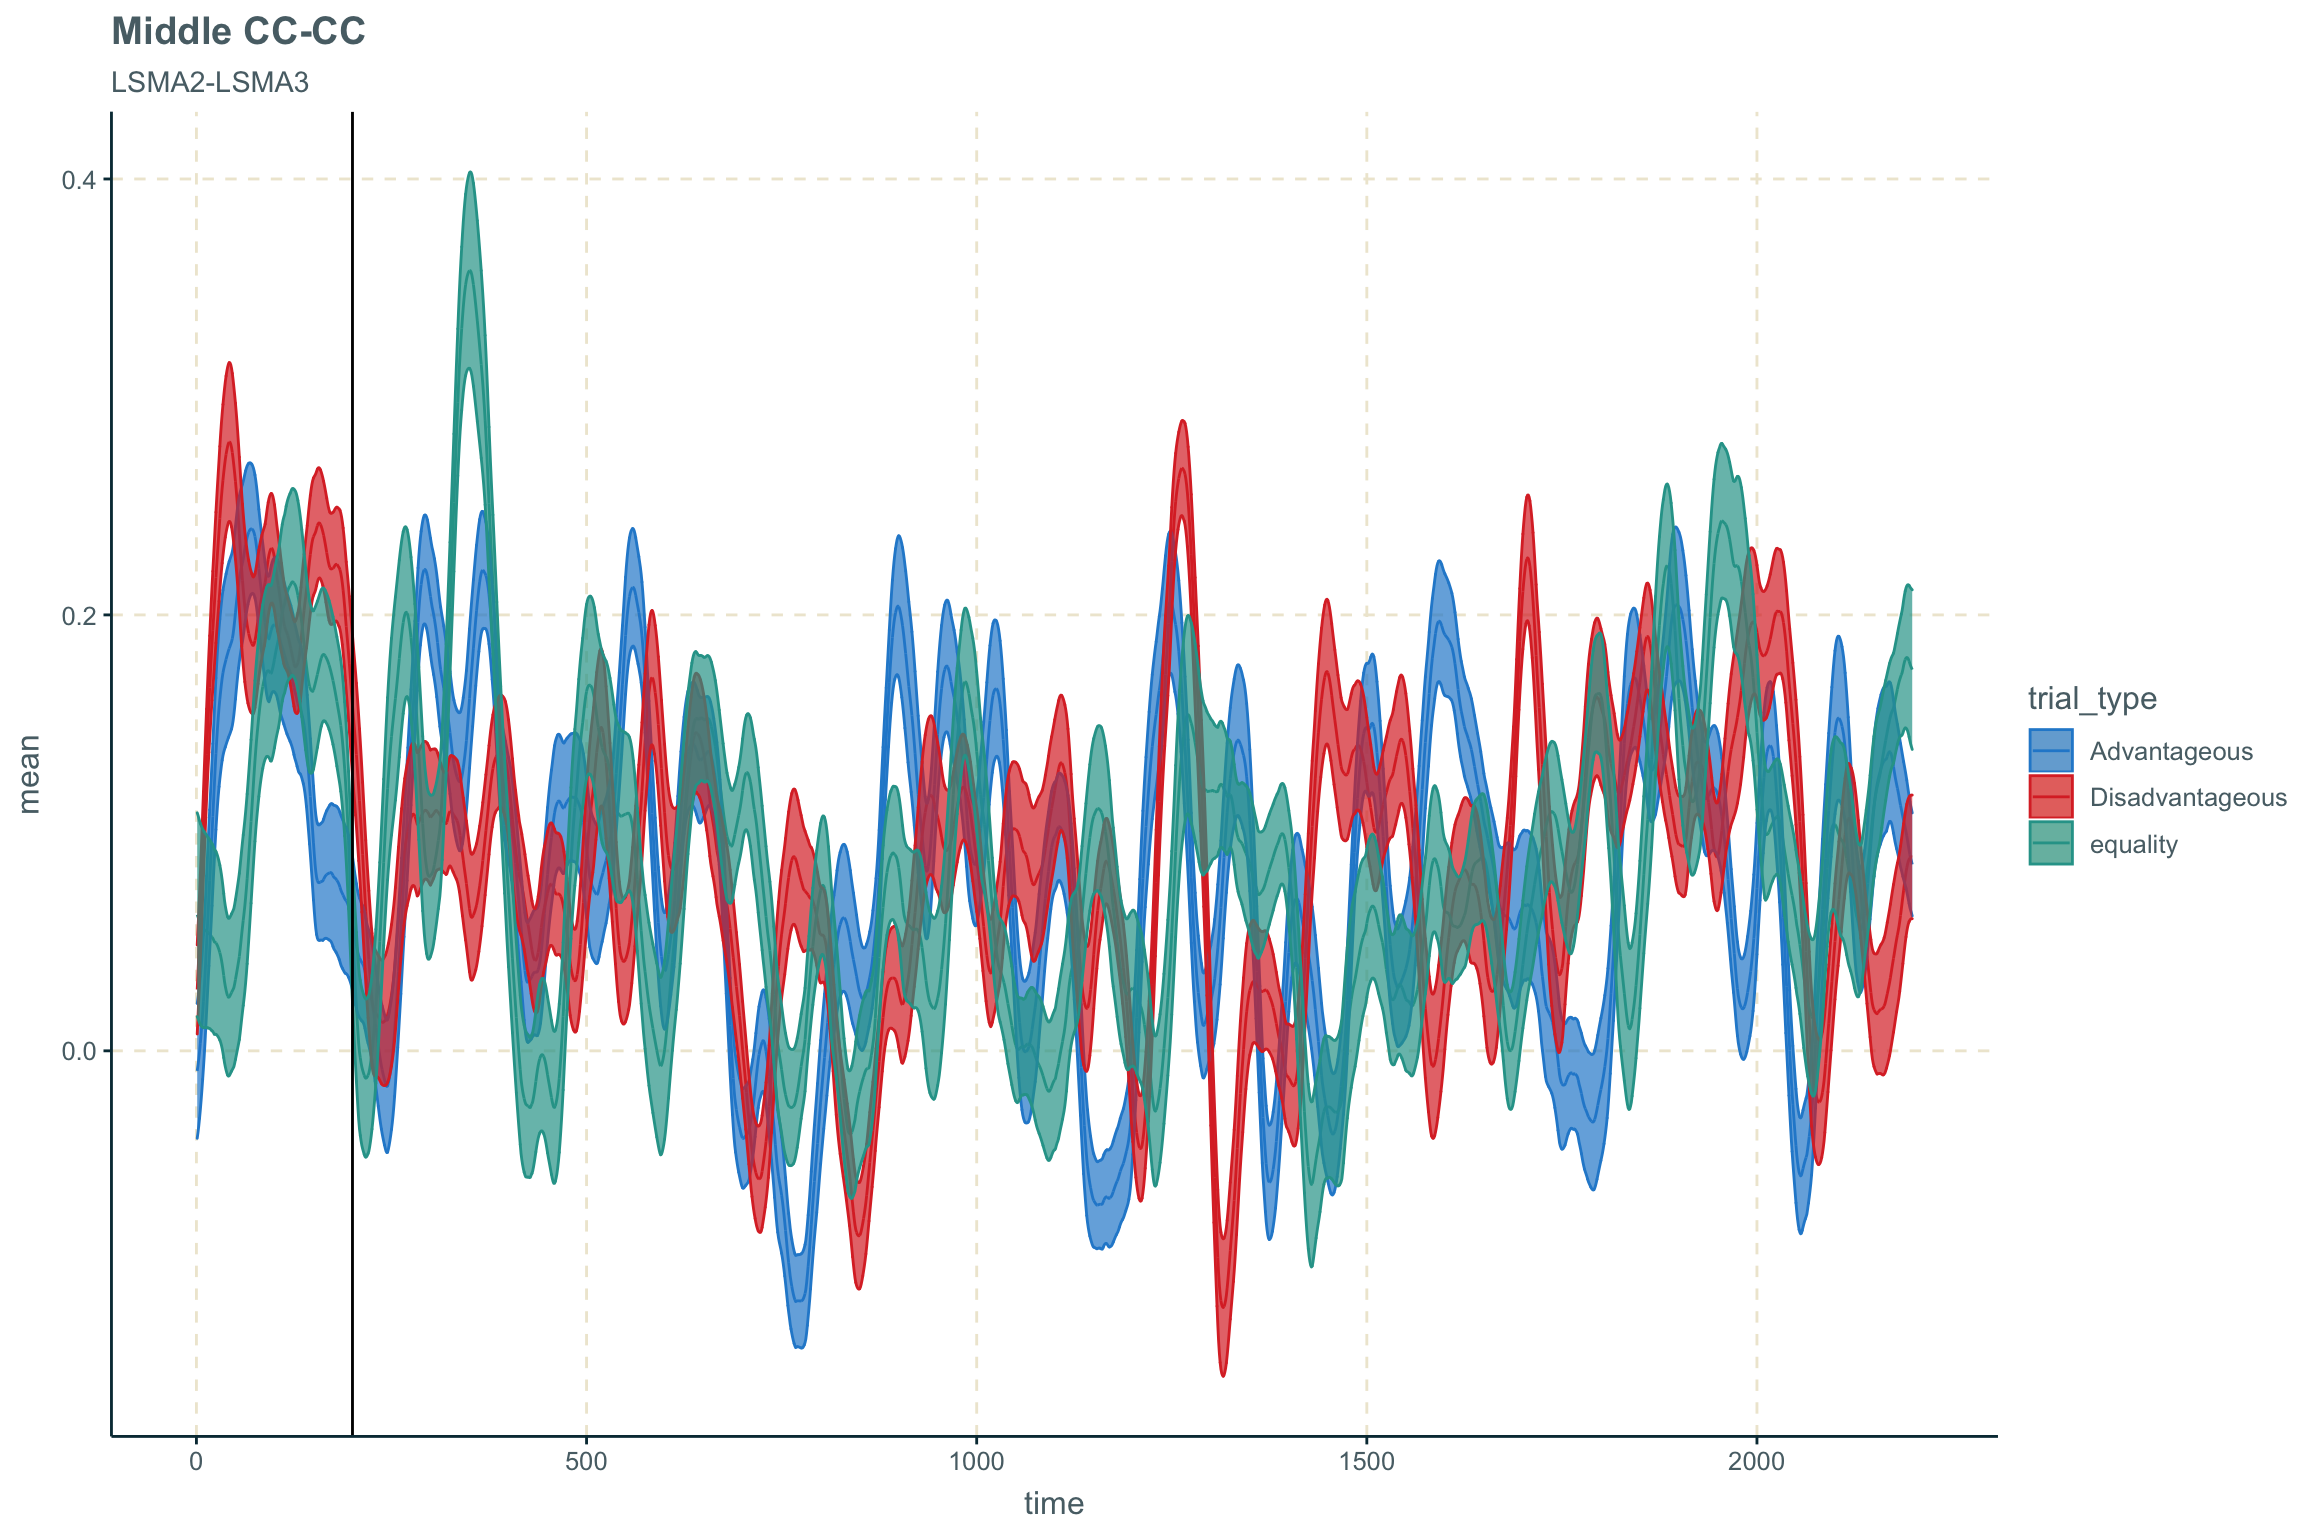 Middle CC-CC
LSMA2-LSMA3
0.4
0.2
0.0
mean
0
500
1000
1500
2000
time
trial_type
Advantageous
Disadvantageous
equality